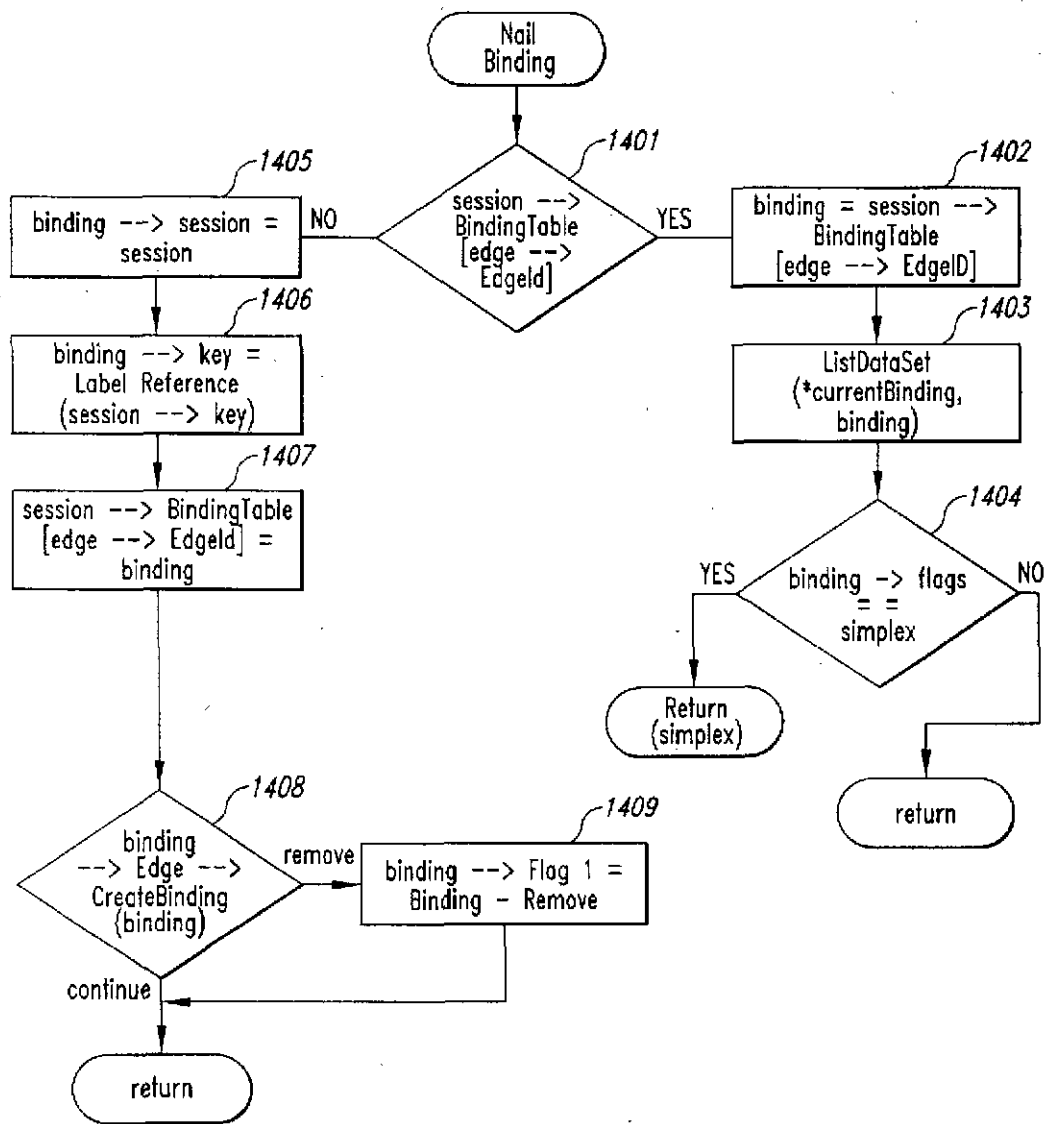 Nail
Binding
1401
session -->
BindingTable
[edge -->
EdgeId]
NO
YES
1402
binding = session -->
BindingTable
[edge --> EdgeID]
1403
ListDataSet
(*currentBinding,
binding)
1404
binding -> flags
= =
simplex
YES
NO
Return
(simplex)
return
1405
binding --> session =
session
1406
binding --> key =
Label Reference
(session --> key)
1407
session --> BindingTable
[edge --> EdgeId] =
binding
1408
binding
--> Edge -->
CreateBinding
(binding)
remove
continue
1409
binding --> Flag 1 =
Binding - Remove
return